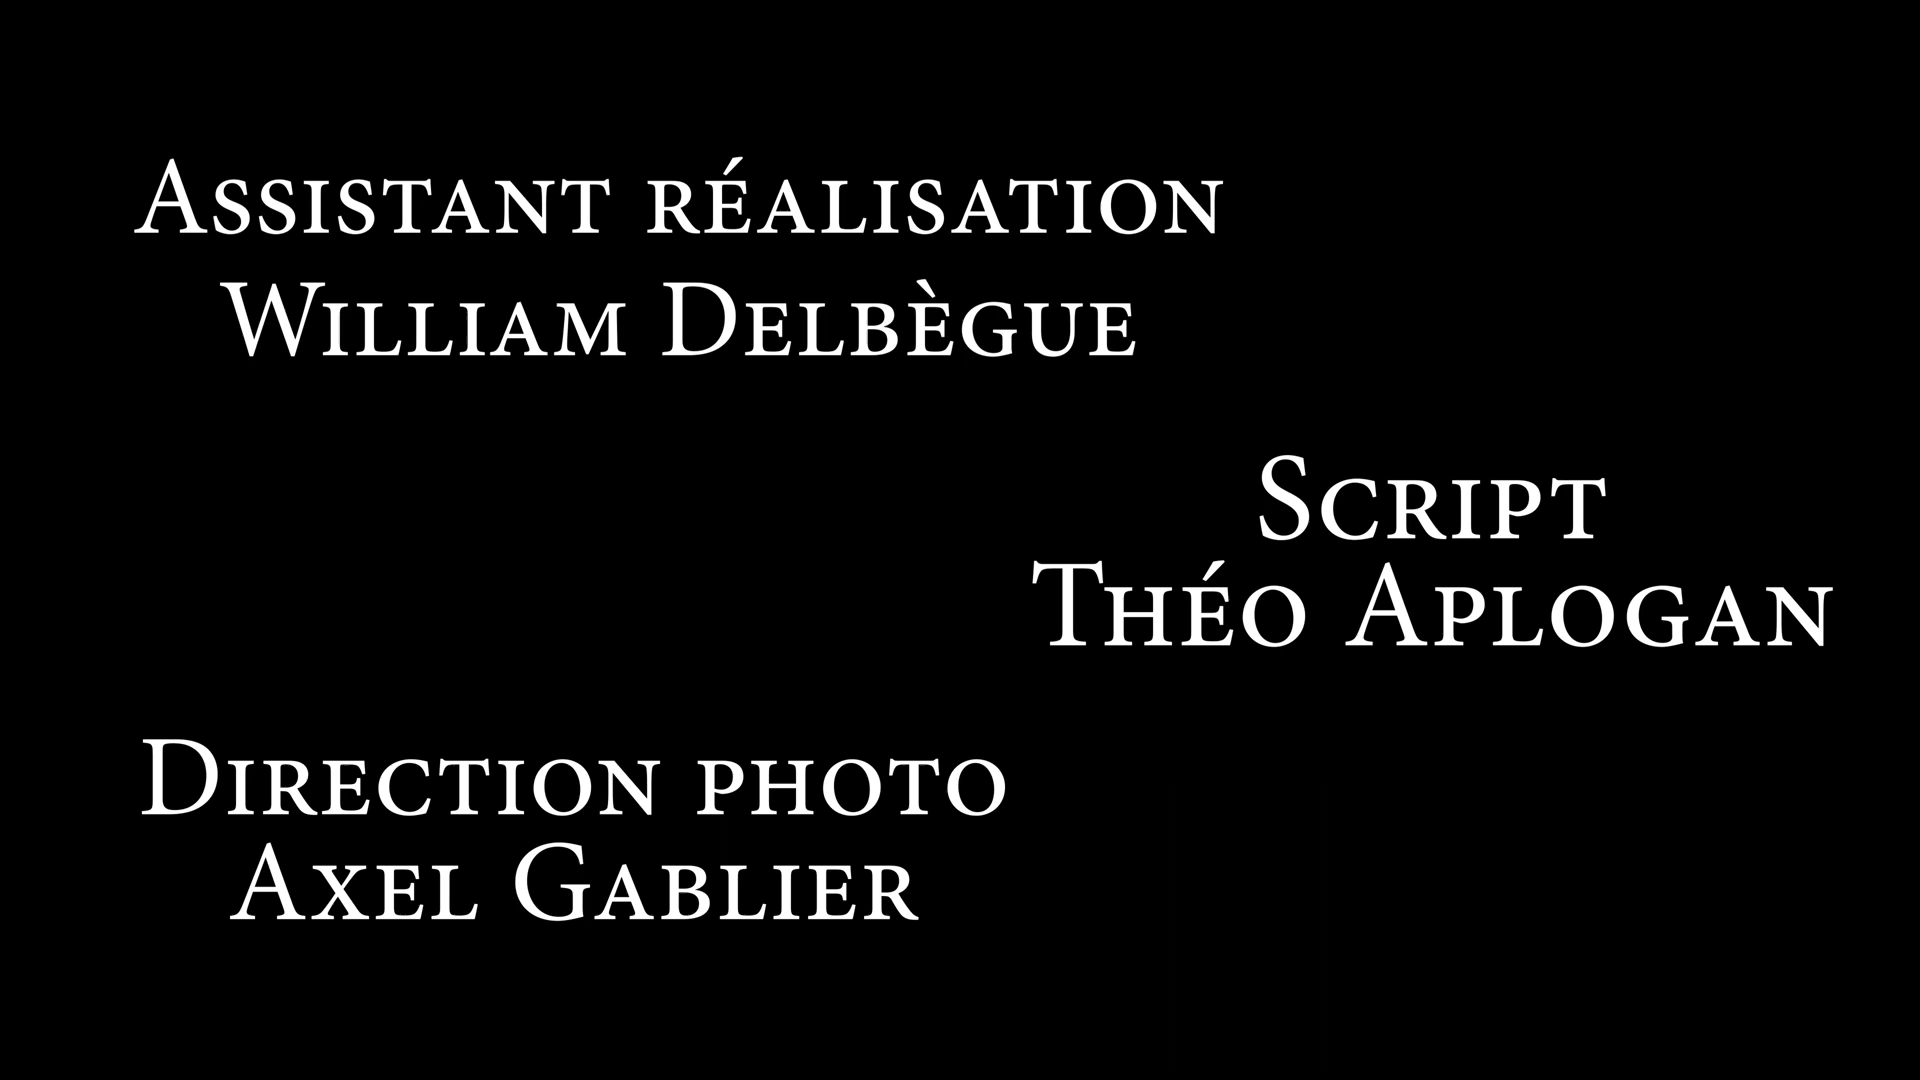 Assistant réalisation
William Delbègue
Script
Théo Aplogan
Direction photo
Axel Gablier